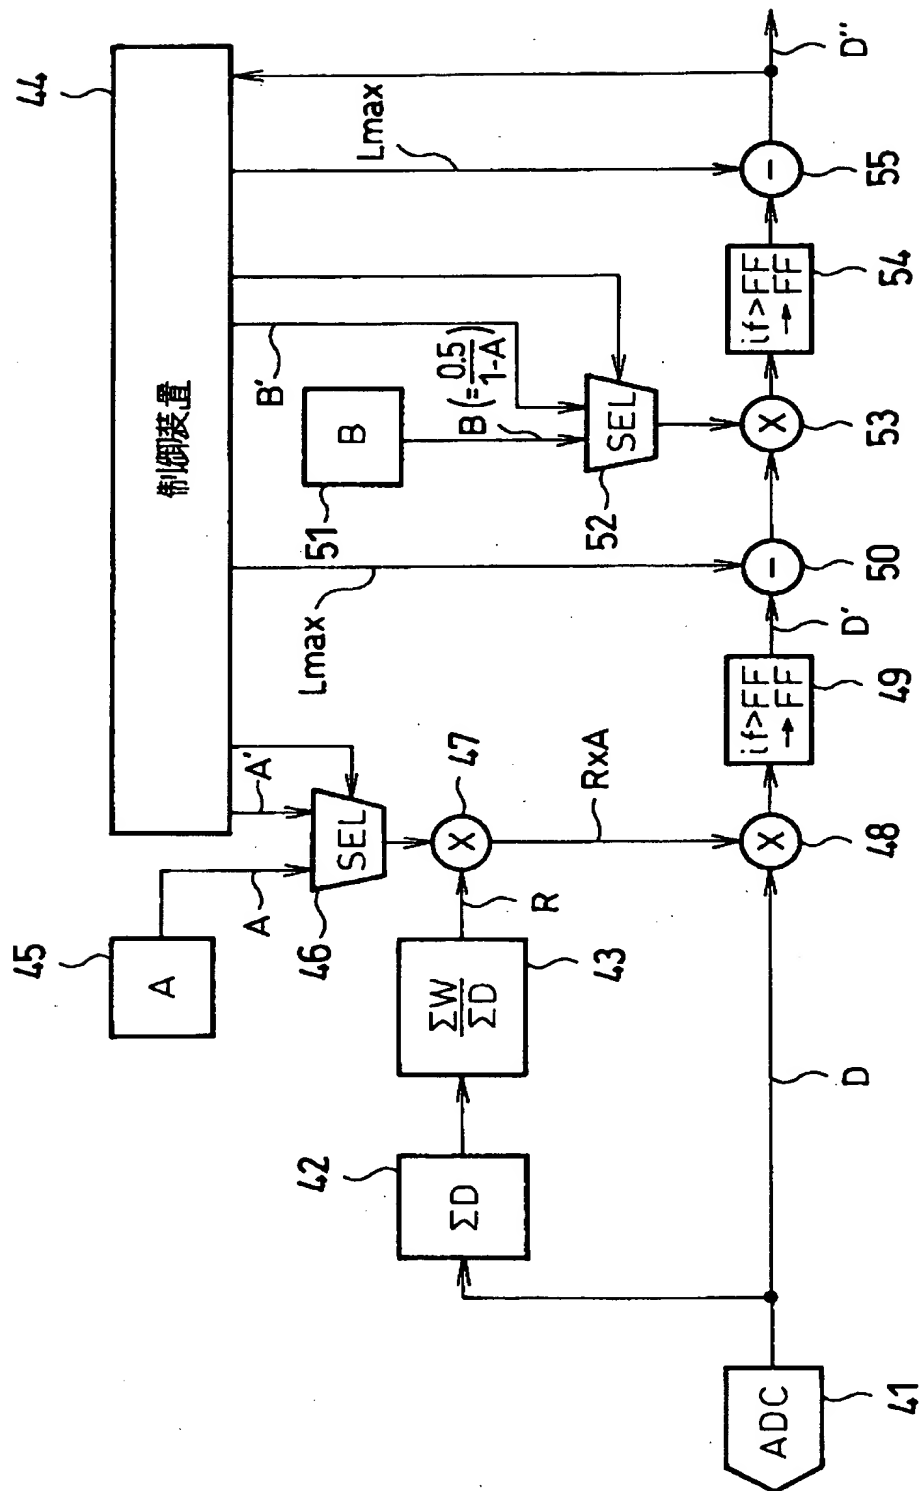 44
制御装置
Lmax
D''
55
if>FF
→FF
54
B'
B
51
B(=0.5/1-A)
SEL
52
X
53
Lmax
-
50
D'
if>FF
→FF
49
-
A'
SEL
46
X
47
RxA
X
48
45
A
A
R
ΣW
ΣD
43
42
ΣD
D
ADC
41